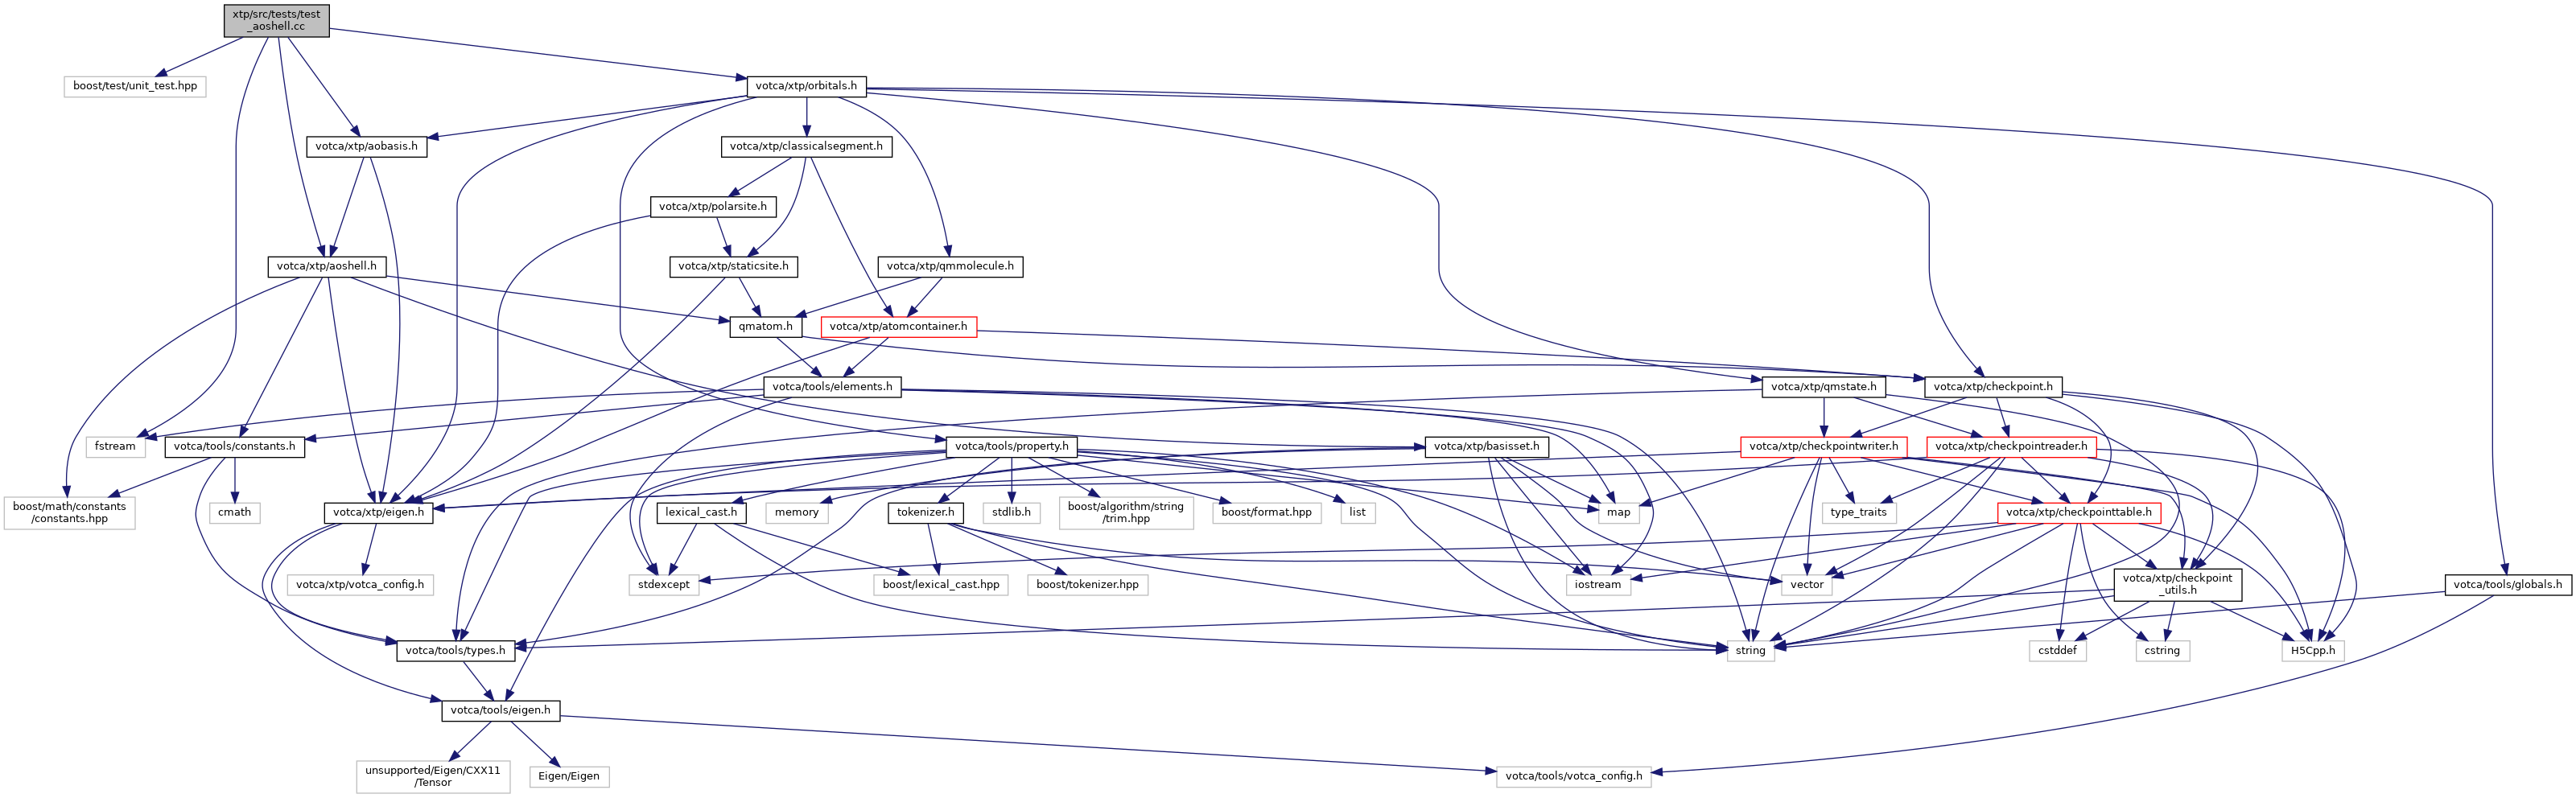 xtp/src/tests/test
_aoshell.cc
boost/test/unit_test.hpp
votca/xtp/orbitals.h
votca/xtp/aobasis.h
votca/xtp/classicalsegment.h
votca/xtp/polarsite.h
votca/xtp/aoshell.h
votca/xtp/staticsite.h
votca/xtp/qmmolecule.h
qmatom.h
votca/xtp/atomcontainer.h
votca/tools/elements.h
votca/xtp/qmstate.h
votca/xtp/checkpoint.h
fstream
votca/tools/constants.h
votca/tools/property.h
votca/xtp/basisset.h
votca/xtp/checkpointwriter.h
votca/xtp/checkpointreader.h
boost/math/constants
/constants.hpp
cmath
votca/xtp/eigen.h
lexical_cast.h
memory
tokenizer.h
stdlib.h
boost/algorithm/string
/trim.hpp
boost/format.hpp
list
map
type_traits
votca/xtp/checkpointtable.h
votca/xtp/votca_config.h
stdexcept
boost/lexical_cast.hpp
boost/tokenizer.hpp
iostream
vector
votca/xtp/checkpoint
_utils.h
votca/tools/globals.h
votca/tools/types.h
string
cstddef
cstring
H5Cpp.h
votca/tools/eigen.h
unsupported/Eigen/CXX11
/Tensor
Eigen/Eigen
votca/tools/votca_config.h